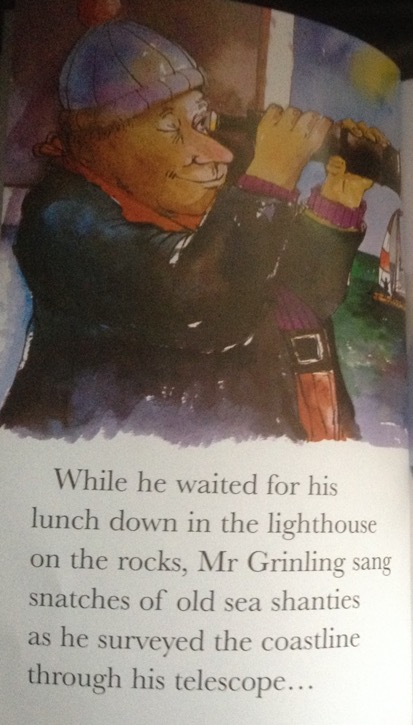 While he waited for his
lunch down in the lighthouse
on the rocks, Mr Grinling sang
snatches of old sea shanties
as he surveyed the coastline
through his telescope...